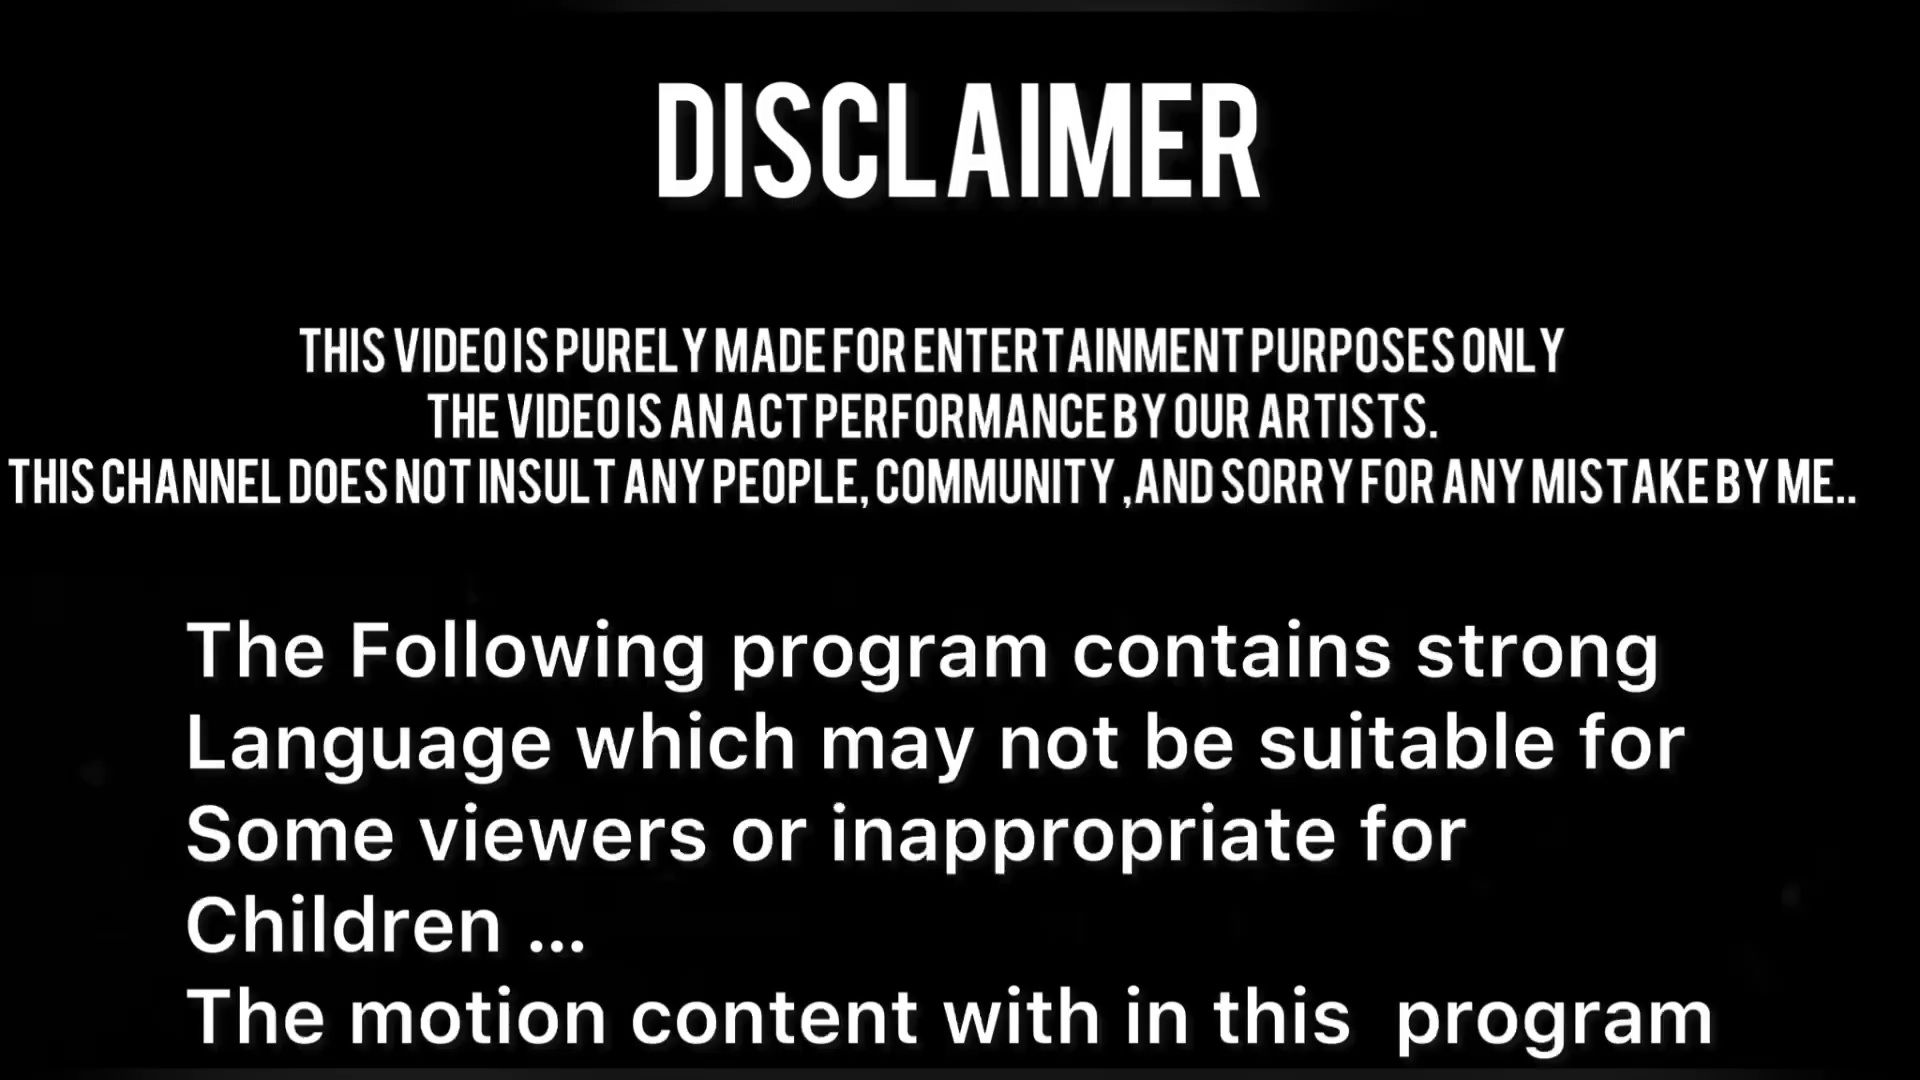 DISCLAIMER
THIS VIDEO IS PURELY MADE FOR ENTERTAINMENT PURPOSES ONLY
THE VIDEO IS AN ACT PERFORMANCE BY OUR ARTISTS.
THIS CHANNEL DOES NOT INSULT ANY PEOPLE, COMMUNITY ,AND SORRY FOR ANY MISTAKE BY ME..
The Following program contains strong
Language which may not be suitable for
Some viewers or inappropriate for
Children ...
The motion content with in this  program